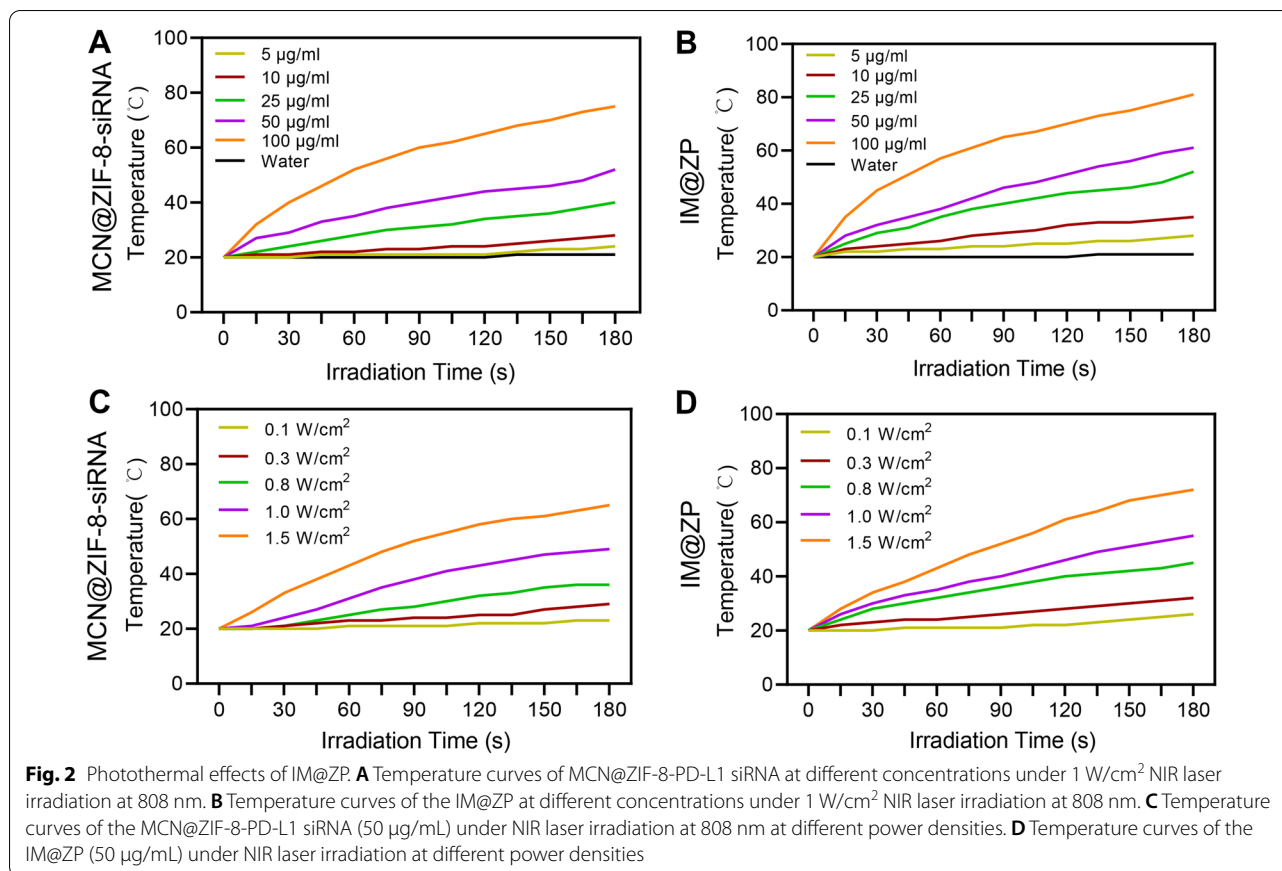 A
MCN@ZIF-8-siRNA
Temperature (℃)
100
80
60
40
20
0
5 µg/ml
10 µg/ml
25 µg/ml
50 µg/ml
100 µg/ml
Water
0 30 60 90 120 150 180
Irradiation Time (s)
B
IM@ZP
Temperature( ℃)
100
80
60
40
20
0
5 µg/ml
10 µg/ml
25 µg/ml
50 µg/ml
100 µg/ml
Water
0 30 60 90 120 150 180
Irradiation Time (s)
C
MCN@ZIF-8-siRNA
Temperature( ℃)
100
80
60
40
20
0
0.1 W/cm²
0.3 W/cm²
0.8 W/cm²
1.0 W/cm²
1.5 W/cm²
0 30 60 90 120 150 180
Irradiation Time (s)
D
IM@ZP
Temperature( ℃)
100
80
60
40
20
0
0.1 W/cm²
0.3 W/cm²
0.8 W/cm²
1.0 W/cm²
1.5 W/cm²
0 30 60 90 120 150 180
Irradiation Time (s)
Fig. 2 Photothermal effects of IM@ZP. A Temperature curves of MCN@ZIF-8-PD-L1 siRNA at different concentrations under 1 W/cm² NIR laser
irradiation at 808 nm. B Temperature curves of the IM@ZP at different concentrations under 1 W/cm² NIR laser irradiation at 808 nm. C Temperature
curves of the MCN@ZIF-8-PD-L1 siRNA (50 µg/mL) under NIR laser irradiation at 808 nm at different power densities. D Temperature curves of the
IM@ZP (50 µg/mL) under NIR laser irradiation at different power densities